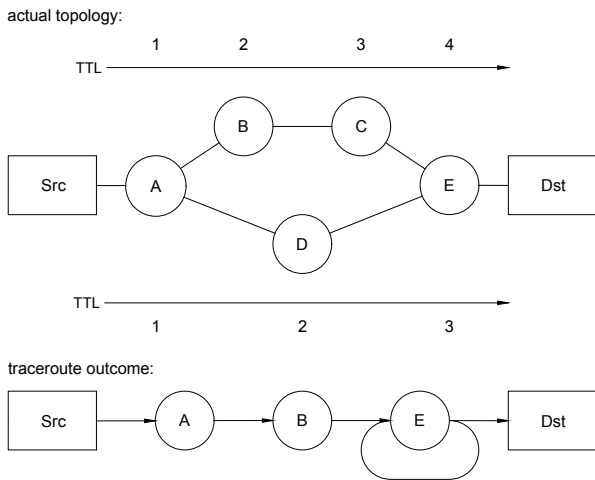 actual topology:
1 2 3 4
TTL
B C
Src A E Dst
D
TTL
1 2 3
traceroute outcome:
Src A B E Dst